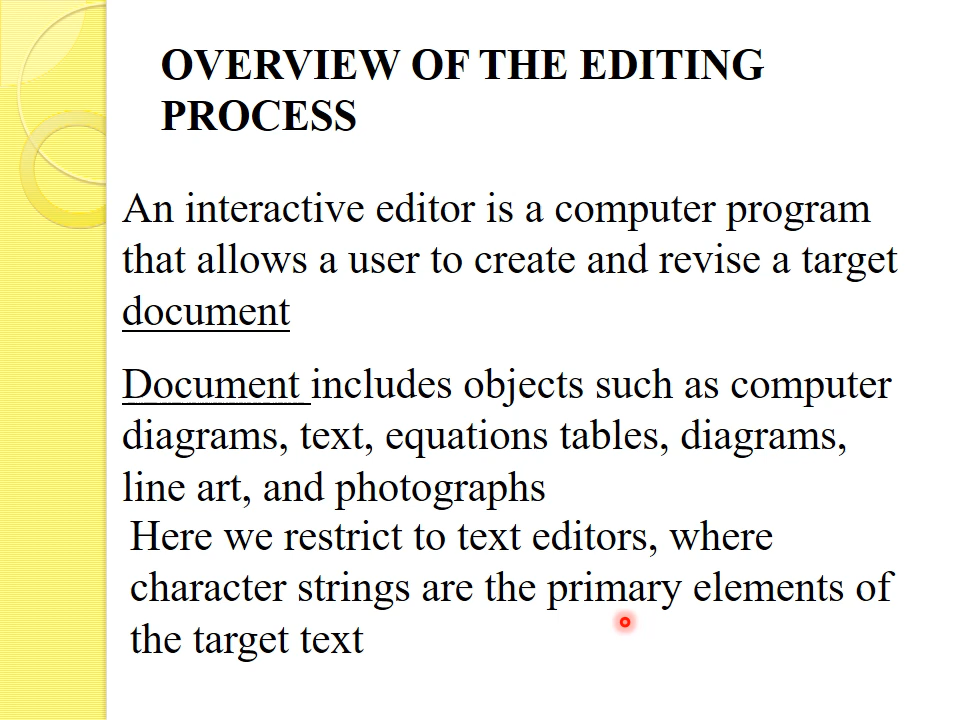 OVERVIEW OF THE EDITING
PROCESS
An interactive editor is a computer program
that allows a user to create and revise a target
document
Document includes objects such as computer
diagrams, text, equations tables, diagrams,
line art, and photographs
Here we restrict to text editors, where
character strings are the primary elements of
the target text